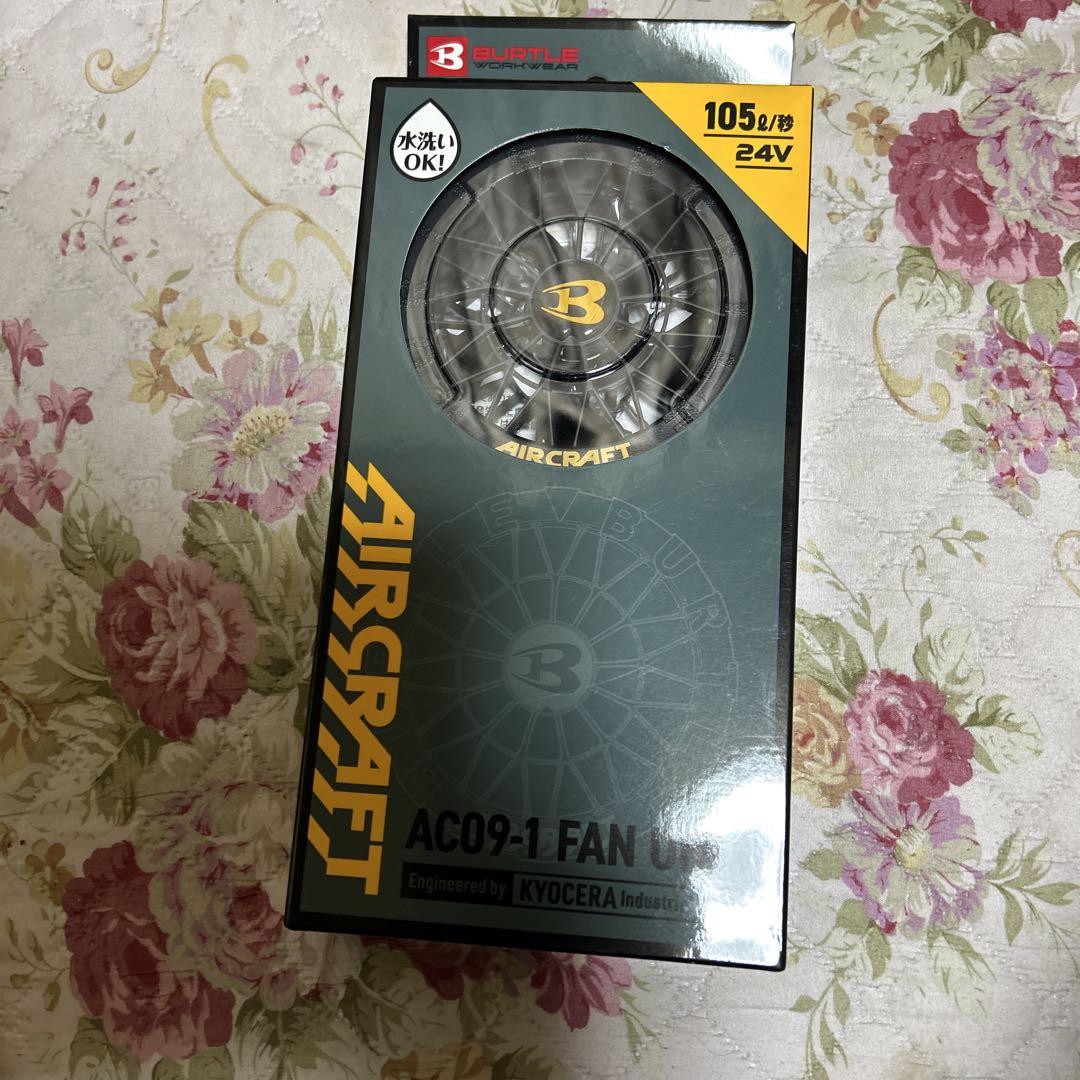 BURTLE
WORKWEAR
水洗い
OK!
105ℓ/秒
24V
B
AIRCRAFT
AIRCRAFT
B
AC09-1 FAN
Engineered by KYOCERA